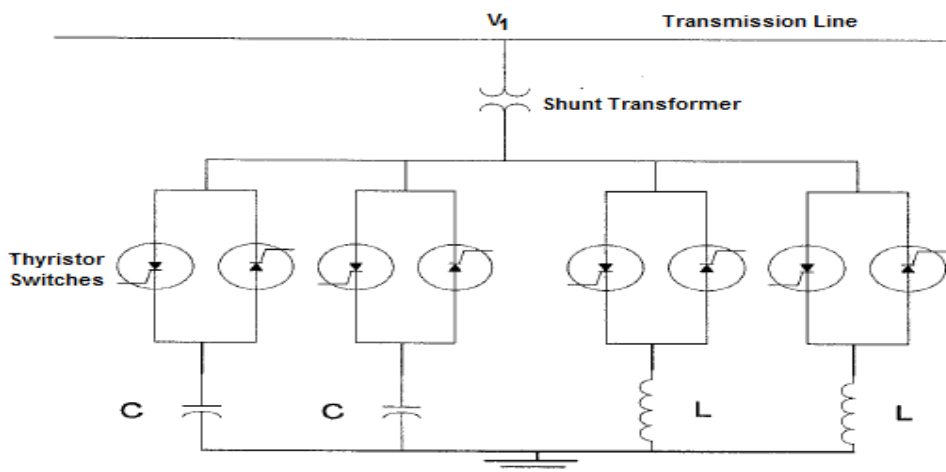 V1 Transmission Line
Shunt Transformer
Thyristor
Switches
C C L L